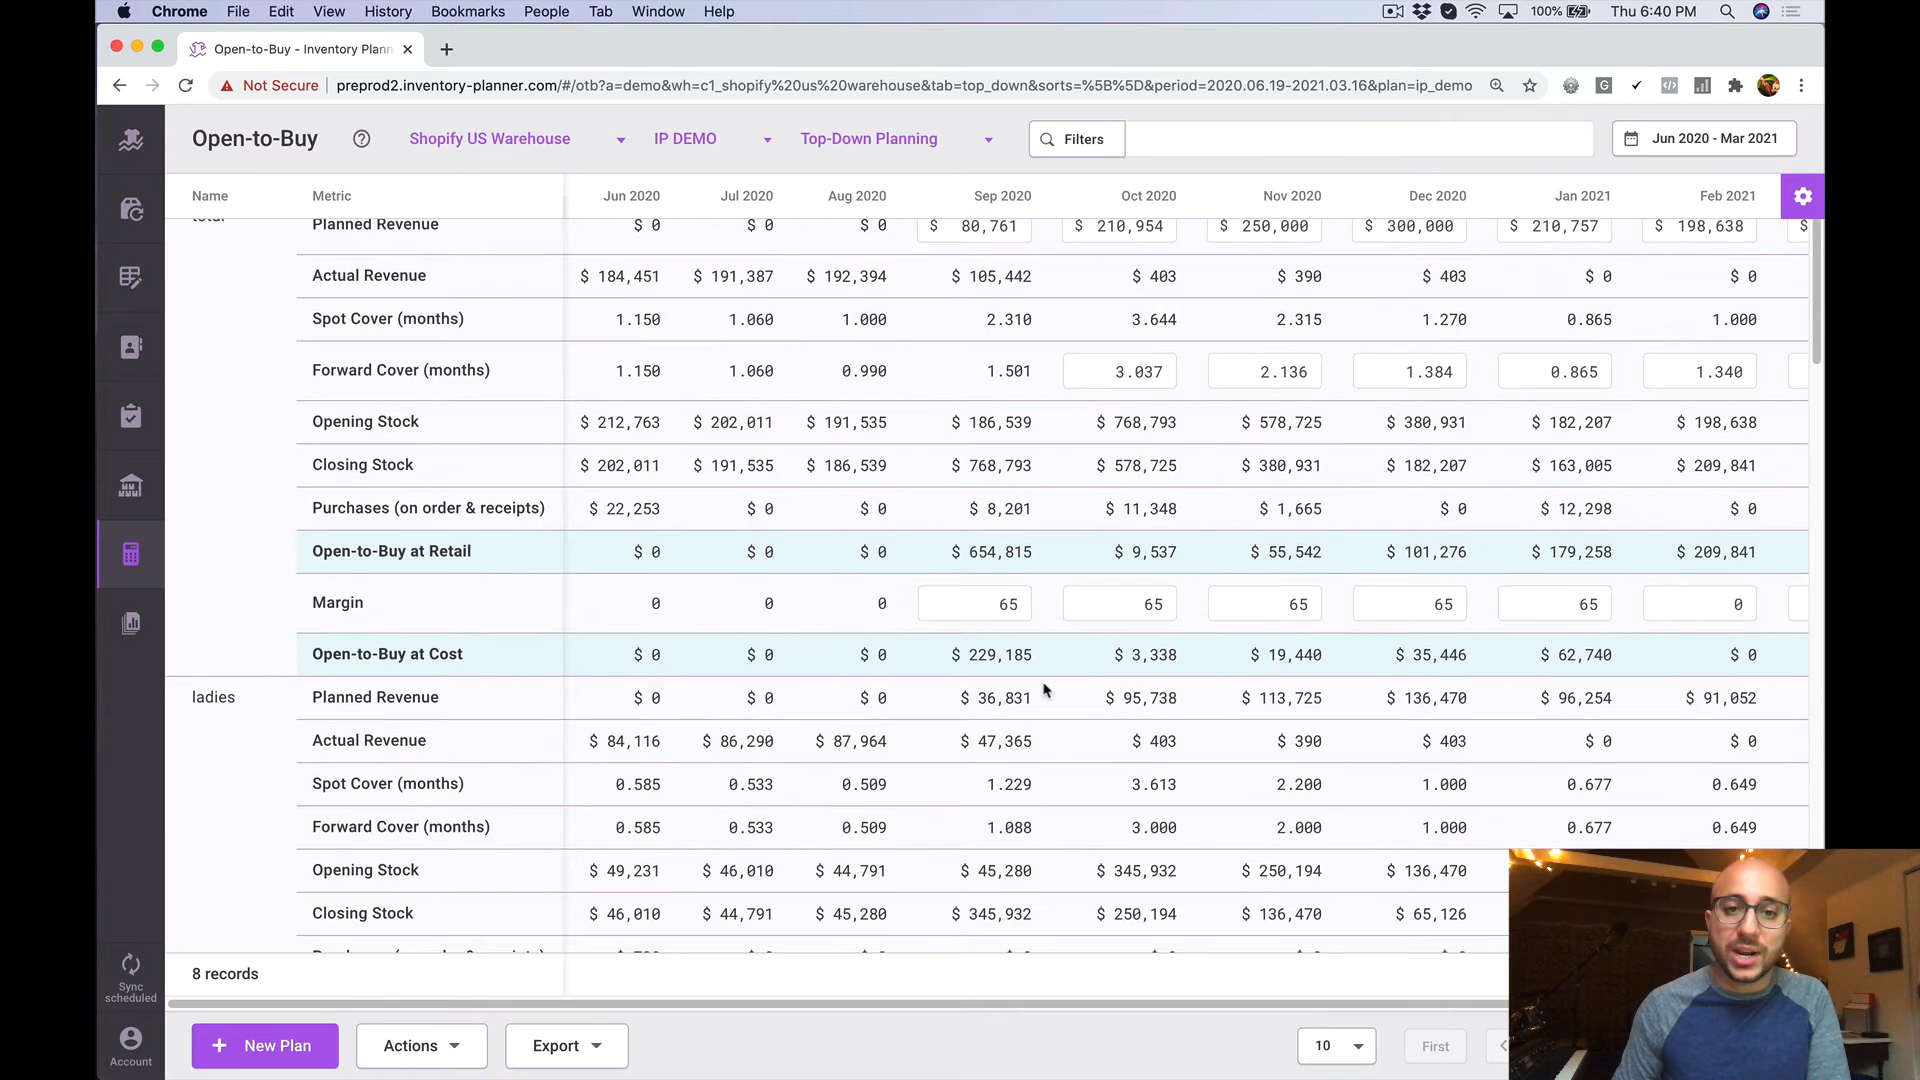 Chrome File Edit View History Bookmarks People Tab Window Help 100% Thu 6:40 PM
Open-to-Buy - Inventory Plann
Not Secure preprod2.inventory-planner.com/#/otb?a=demo&wh=c1_shopify%20us%20warehouse&tab=top_down&sorts=%5B%5D&period=2020.06.19-2021.03.16&plan=ip_demo
Open-to-Buy Shopify US Warehouse IP DEMO Top-Down Planning Filters Jun 2020 - Mar 2021
Name Metric Jun 2020 Jul 2020 Aug 2020 Sep 2020 Oct 2020 Nov 2020 Dec 2020 Jan 2021 Feb 2021
total Planned Revenue $ 0 $ 0 $ 0 $ 80,761 $ 210,954 $ 250,000 $ 300,000 $ 210,757 $ 198,638 $
Actual Revenue $ 184,451 $ 191,387 $ 192,394 $ 105,442 $ 403 $ 390 $ 403 $ 0 $ 0
Spot Cover (months) 1.150 1.060 1.000 2.310 3.644 2.315 1.270 0.865 1.000
Forward Cover (months) 1.150 1.060 0.990 1.501 3.037 2.136 1.384 0.865 1.340
Opening Stock $ 212,763 $ 202,011 $ 191,535 $ 186,539 $ 768,793 $ 578,725 $ 380,931 $ 182,207 $ 198,638
Closing Stock $ 202,011 $ 191,535 $ 186,539 $ 768,793 $ 578,725 $ 380,931 $ 182,207 $ 163,005 $ 209,841
Purchases (on order & receipts) $ 22,253 $ 0 $ 0 $ 8,201 $ 11,348 $ 1,665 $ 0 $ 12,298 $ 0
Open-to-Buy at Retail $ 0 $ 0 $ 0 $ 654,815 $ 9,537 $ 55,542 $ 101,276 $ 179,258 $ 209,841
Margin 0 0 0 65 65 65 65 65 0
Open-to-Buy at Cost $ 0 $ 0 $ 0 $ 229,185 $ 3,338 $ 19,440 $ 35,446 $ 62,740 $ 0
ladies Planned Revenue $ 0 $ 0 $ 0 $ 36,831 $ 95,738 $ 113,725 $ 136,470 $ 96,254 $ 91,052
Actual Revenue $ 84,116 $ 86,290 $ 87,964 $ 47,365 $ 403 $ 390 $ 403 $ 0 $ 0
Spot Cover (months) 0.585 0.533 0.509 1.229 3.613 2.200 1.000 0.677 0.649
Forward Cover (months) 0.585 0.533 0.509 1.088 3.000 2.000 1.000 0.677 0.649
Opening Stock $ 49,231 $ 46,010 $ 44,791 $ 45,280 $ 345,932 $ 250,194 $ 136,470
Closing Stock $ 46,010 $ 44,791 $ 45,280 $ 345,932 $ 250,194 $ 136,470 $ 65,126
8 records
Sync
scheduled
Account
+ New Plan Actions Export 10 First